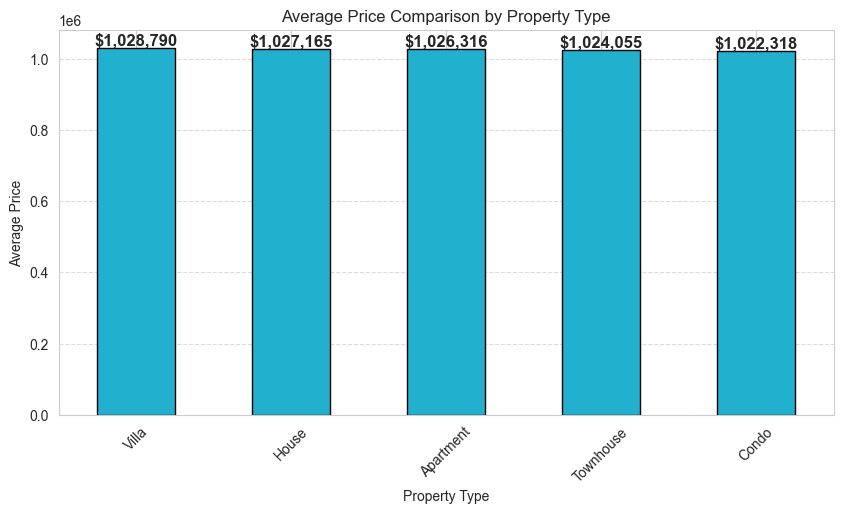 Average Price Comparison by Property Type
1e6
$1,028,790
$1,027,165
$1,026,316
$1,024,055
$1,022,318
1.0
0.8
0.6
0.4
0.2
0.0
Average Price
Villa
House
Apartment
Townhouse
Condo
Property Type